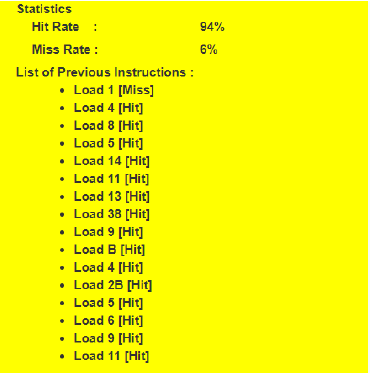 Statistics
Hit Rate : 94%
Miss Rate : 6%
List of Previous Instructions :
• Load 1 [Miss]
• Load 4 [Hit]
• Load 8 [Hit]
• Load 5 [Hit]
• Load 14 [Hit]
• Load 11 [Hit]
• Load 13 [Hit]
• Load 38 [Hit]
• Load 9 [Hit]
• Load B [Hit]
• Load 4 [Hit]
• Load 2B [Hit]
• Load 5 [Hit]
• Load 6 [Hit]
• Load 9 [Hit]
• Load 11 [Hit]